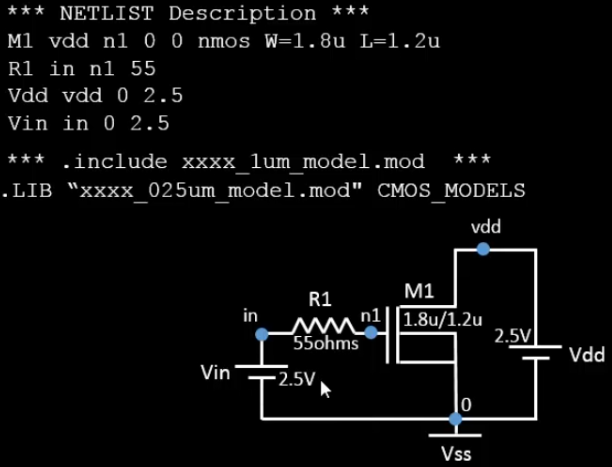 *** NETLIST Description ***
M1 vdd n1 0 0 nmos W=1.8u L=1.2u
R1 in n1 55
Vdd vdd 0 2.5
Vin in 0 2.5
*** .include xxxx_1um_model.mod  ***
.LIB “xxxx_025um_model.mod" CMOS_MODELS
vdd
M1
R1
in
n1
1.8u/1.2u
55ohms
2.5V
Vdd
Vin
2.5V
0
Vss